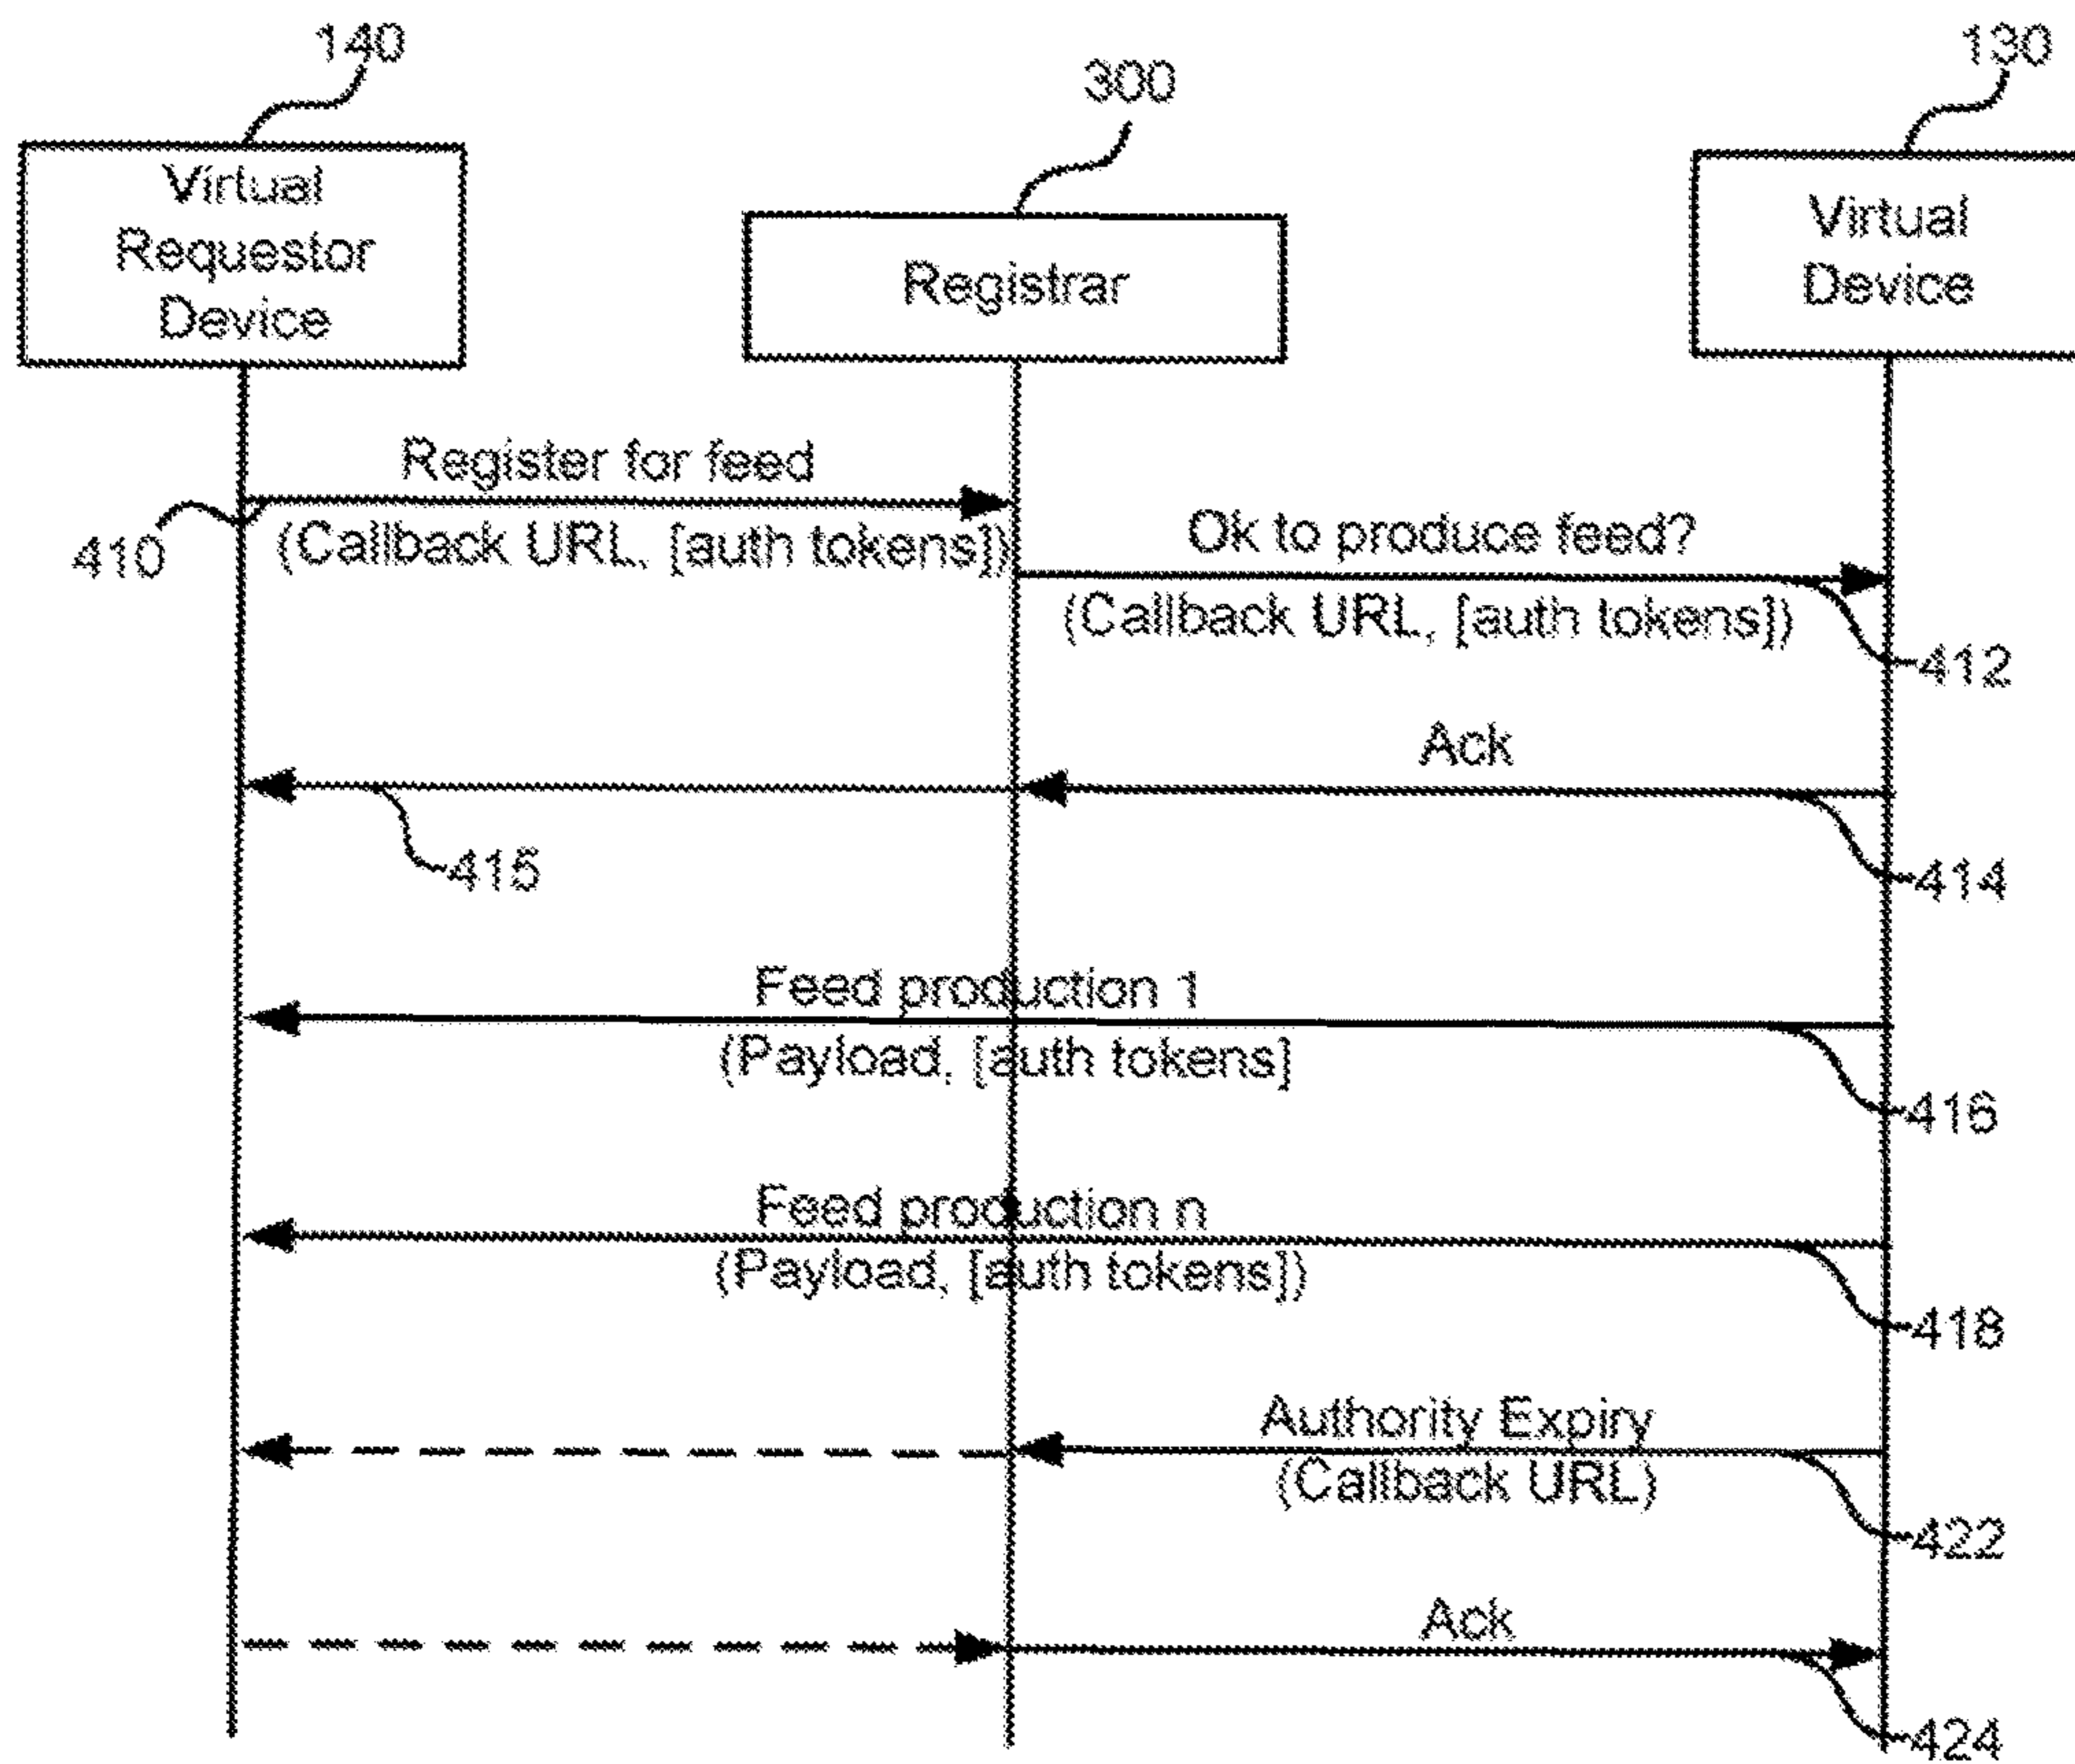 140
300
130
Virtual
Requestor
Device
Registrar
Virtual
Device
Register for feed
410
(Callback URL, [auth tokens])
Ok to produce feed?
(Callback URL, [auth tokens])
412
Ack
415
414
Feed production 1
(Payload, [auth tokens]
416
Feed production n
(Payload, [auth tokens])
418
Authority Expiry
(Callback URL)
422
Ack
424